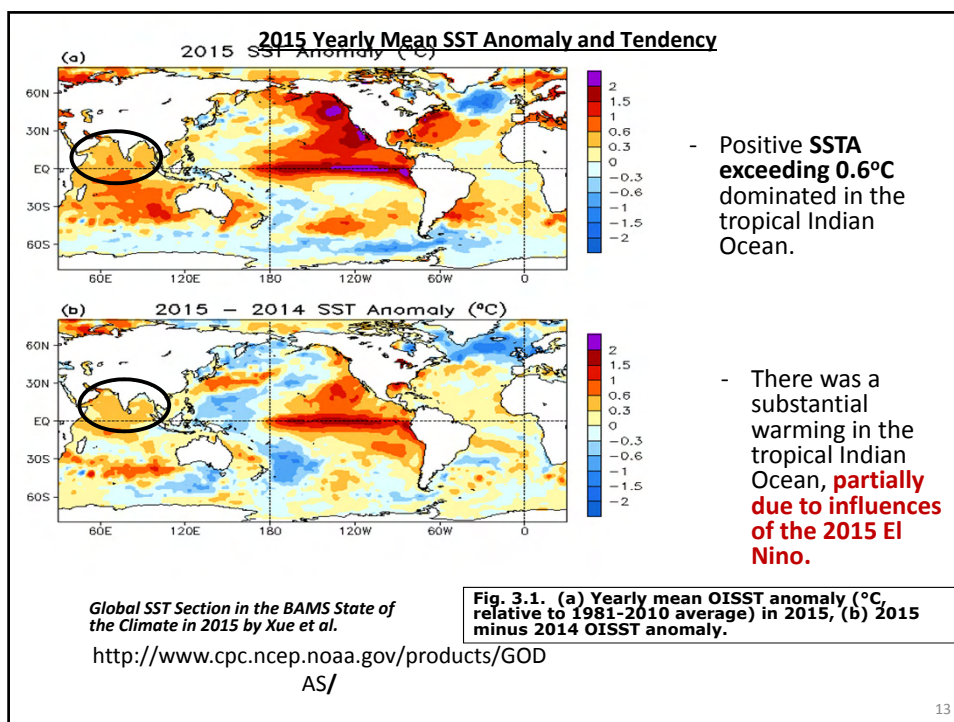 2015 Yearly Mean SST Anomaly and Tendency
(a)
2015 SST Anomaly (°C)
60N
30N
EQ
30S
60S
60E
120E
180
120W
60W
0
2
1.5
1
0.6
0.3
0
−0.3
−0.6
−1
−1.5
−2
- Positive SSTA
exceeding 0.6°C
dominated in the
tropical Indian
Ocean.
(b)
2015 − 2014 SST Anomaly (°C)
60N
30N
EQ
30S
60S
60E
120E
180
120W
60W
0
2
1.5
1
0.6
0.3
0
−0.3
−0.6
−1
−1.5
−2
- There was a
substantial
warming in the
tropical Indian
Ocean, partially
due to influences
of the 2015 El
Nino.
Global SST Section in the BAMS State of
the Climate in 2015 by Xue et al.
http://www.cpc.ncep.noaa.gov/products/GOD
AS/
Fig. 3.1. (a) Yearly mean OISST anomaly (°C,
relative to 1981-2010 average) in 2015, (b) 2015
minus 2014 OISST anomaly.
13